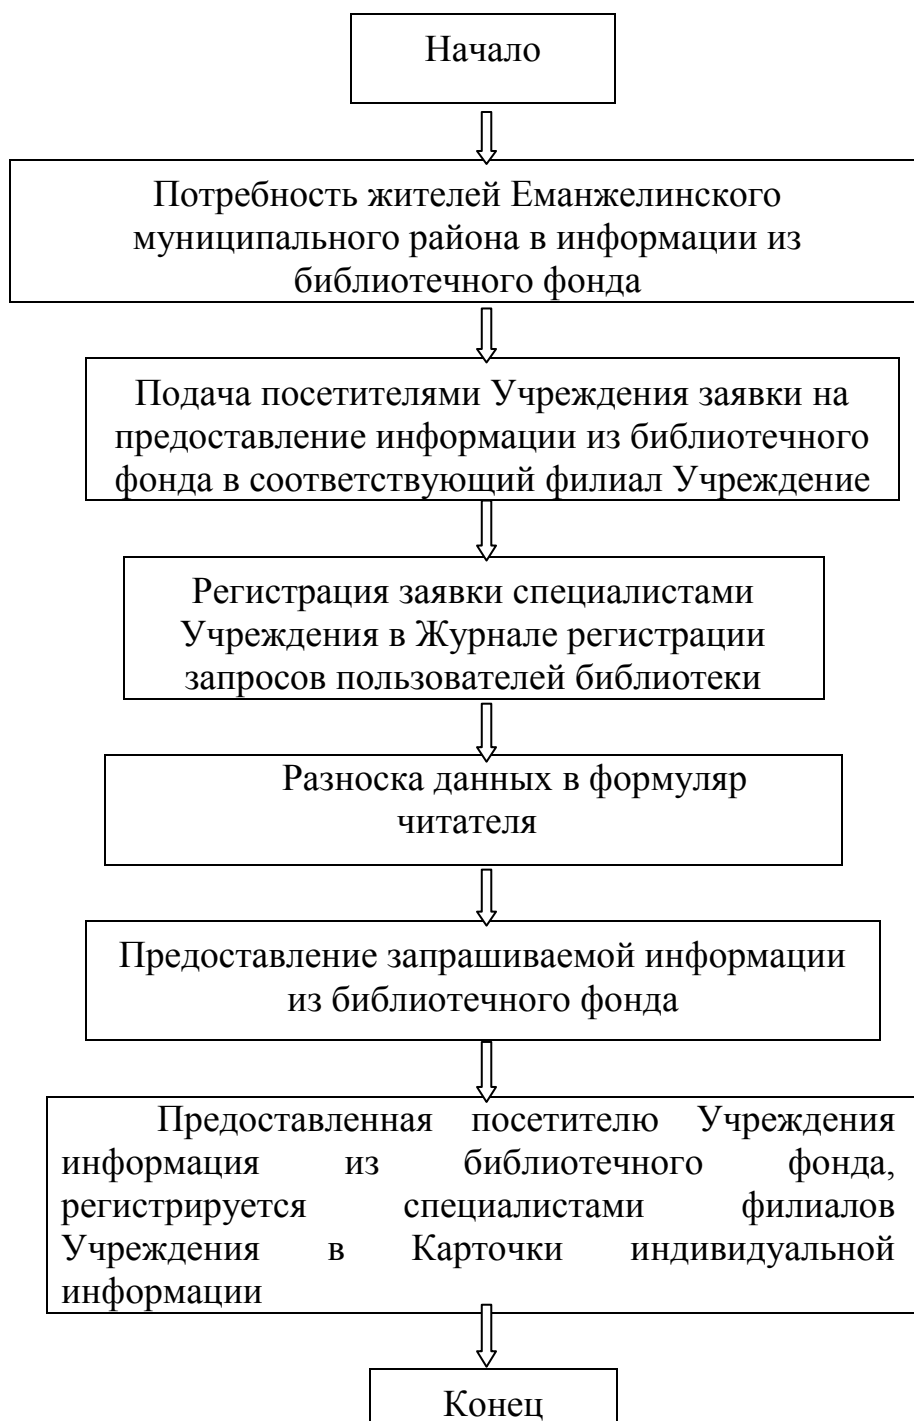 Начало
Потребность жителей Еманжелинского
муниципального района в информации из
библиотечного фонда
Подача посетителями Учреждения заявки на
предоставление информации из библиотечного
фонда в соответствующий филиал Учреждение
Регистрация заявки специалистами
Учреждения в Журнале регистрации
запросов пользователей библиотеки
Разноска данных в формуляр
читателя
Предоставление запрашиваемой информации
из библиотечного фонда
Предоставленная посетителю Учреждения
информация из библиотечного фонда,
регистрируется специалистами филиалов
Учреждения в Карточки индивидуальной
информации
Конец